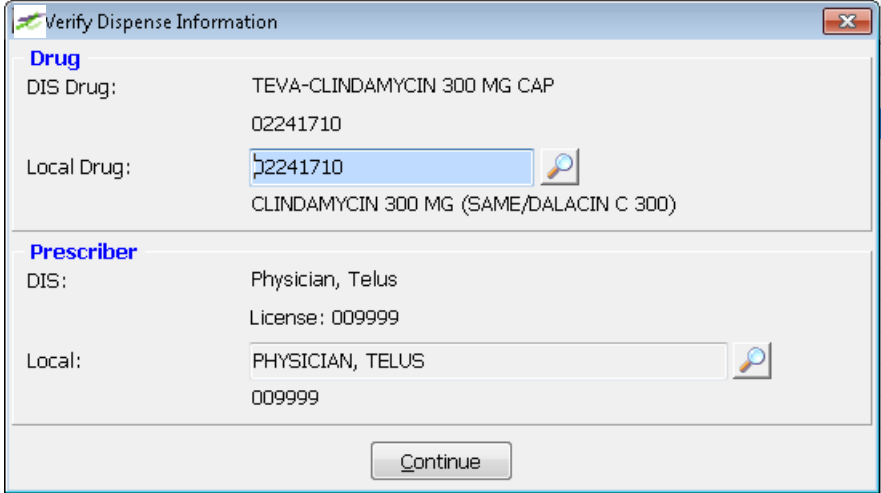 Verify Dispense Information
Drug
DIS Drug: TEVA-CLINDAMYCIN 300 MG CAP
02241710
Local Drug: 02241710
CLINDAMYCIN 300 MG (SAME/DALACIN C 300)
Prescriber
DIS: Physician, Telus
License: 009999
Local: PHYSICIAN, TELUS
009999
Continue